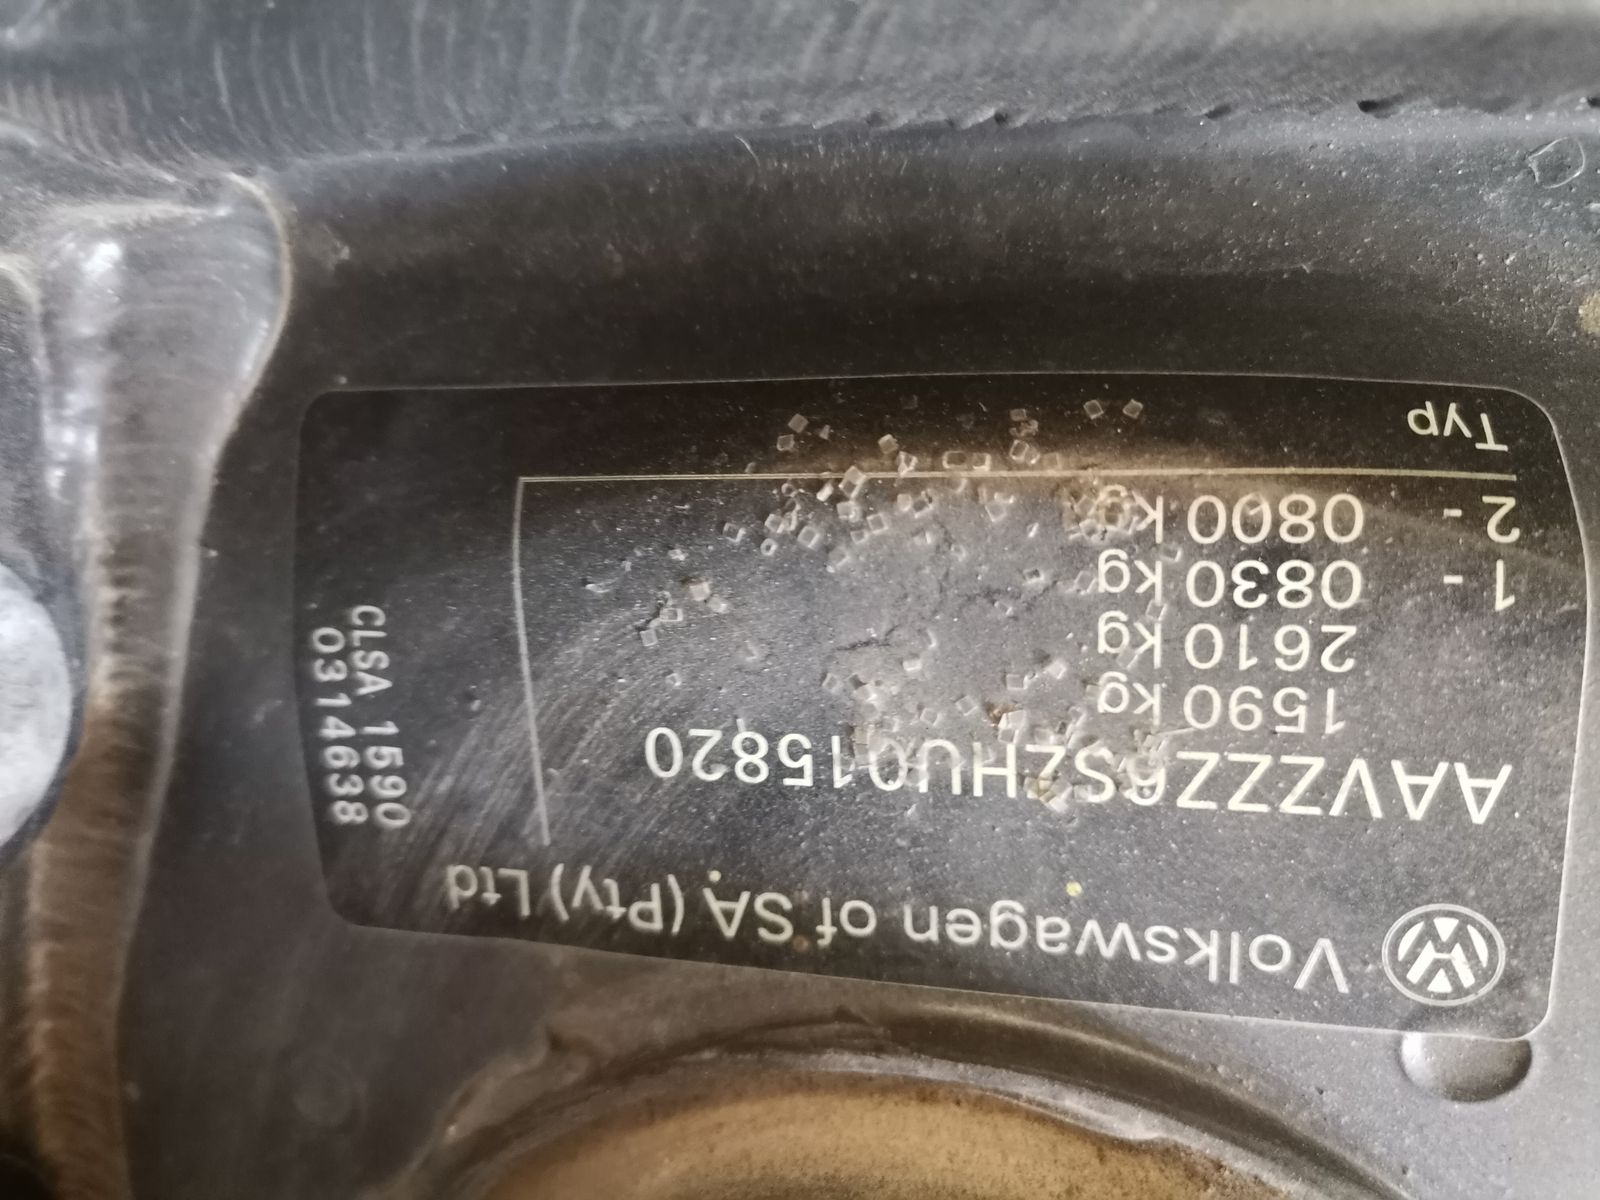 Volkswagen of SA (Pty) Ltd
AAVZZZ6SZHU015820
1590 kg
2610 kg
1 - 0830 kg
2 - 0800 kg
Typ
CLSA 1590
0314638